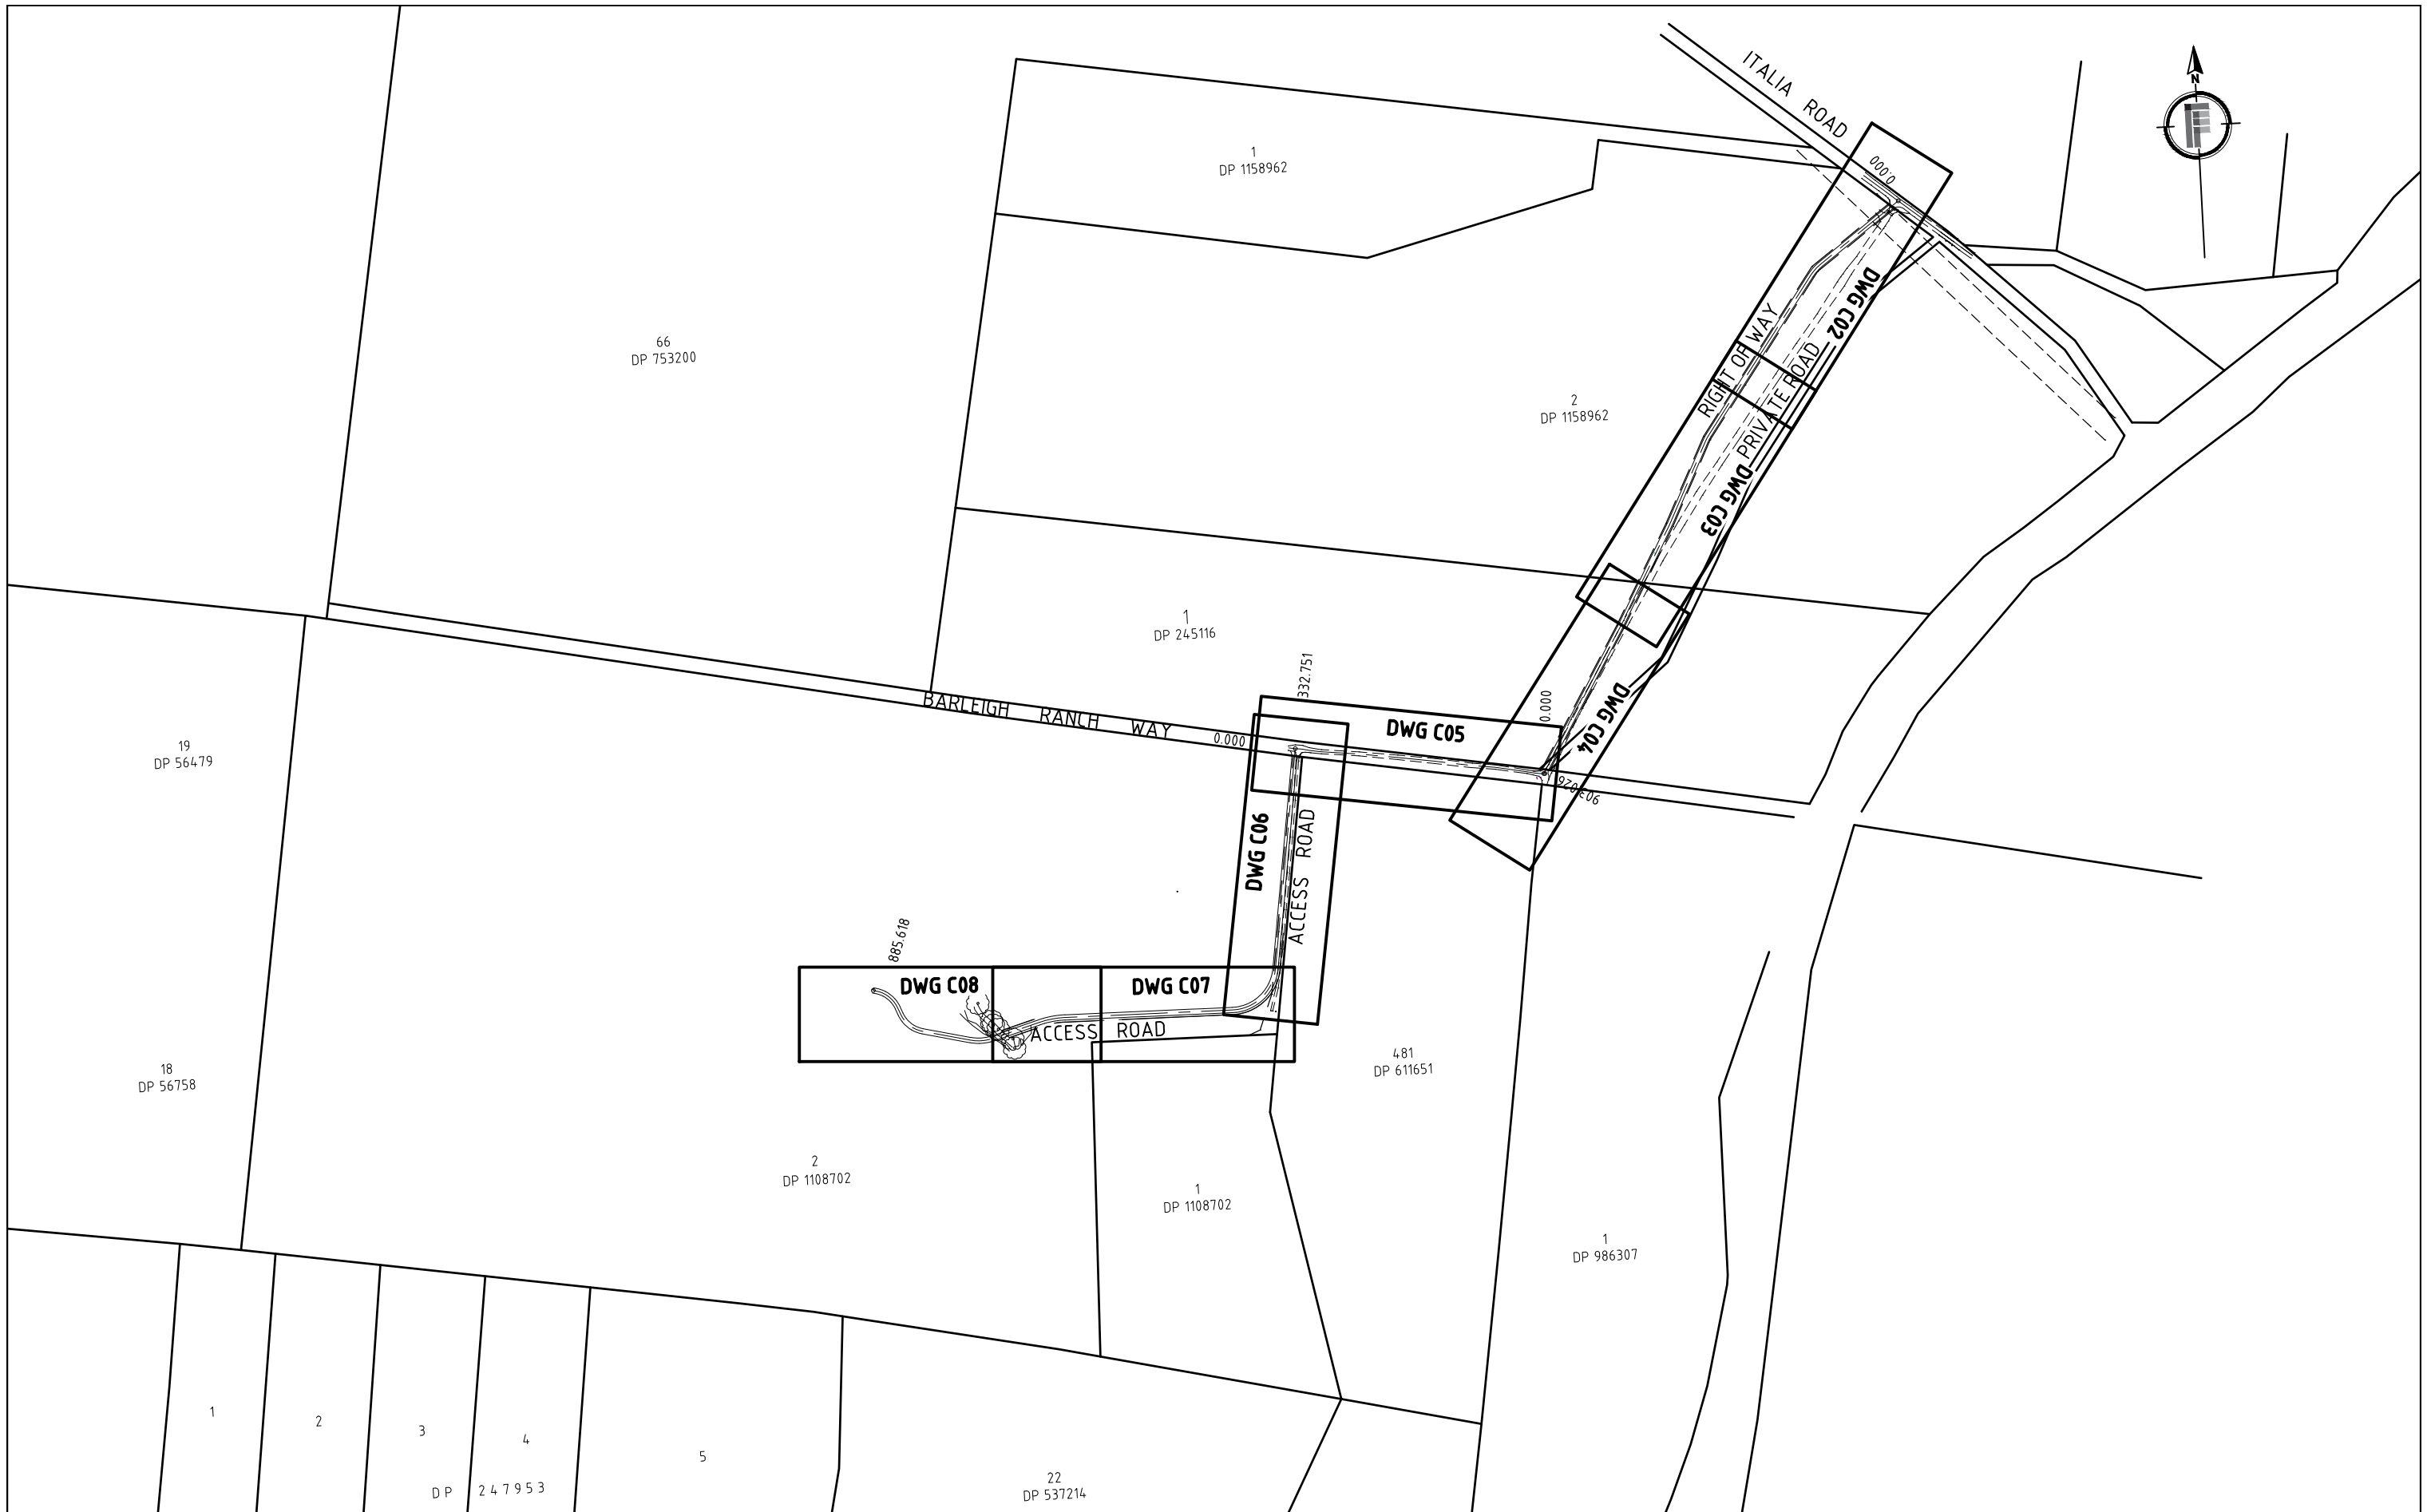 ITALIA ROAD
N
0.000
1
DP 1158962
DWG C02
RIGHT OF WAY
PRIVATE ROAD
66
DP 753200
2
DP 1158962
DWG C03
1
DP 245116
332.751
0.000
DWG C04
BARLEIGH RANCH WAY
0.000
DWG C05
903.026
19
DP 56479
DWG C06
ACCESS ROAD
885.618
DWG C08
DWG C07
ACCESS ROAD
481
DP 611651
18
DP 56758
2
DP 1108702
1
DP 1108702
1
DP 986307
1
2
3
4
5
DP 247953
22
DP 537214